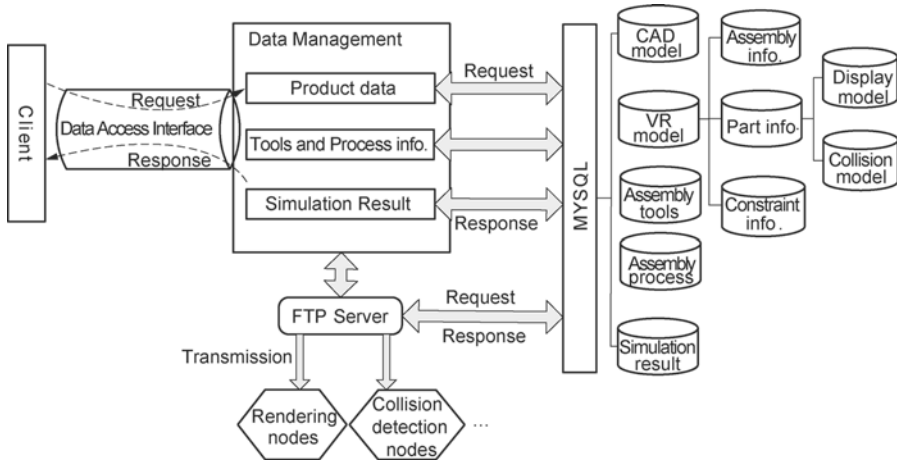 Client
Request
Data Access Interface
Response
Data Management
Product data
Tools and Process info.
Simulation Result
Request
Response
FTP Server
Request
Response
Transmission
Rendering
nodes
Collision
detection
nodes
...
MYSQL
CAD
model
VR
model
Assembly
tools
Assembly
process
Simulation
result
Assembly
info.
Part info.
Constraint
info .
Display
model
Collision
model